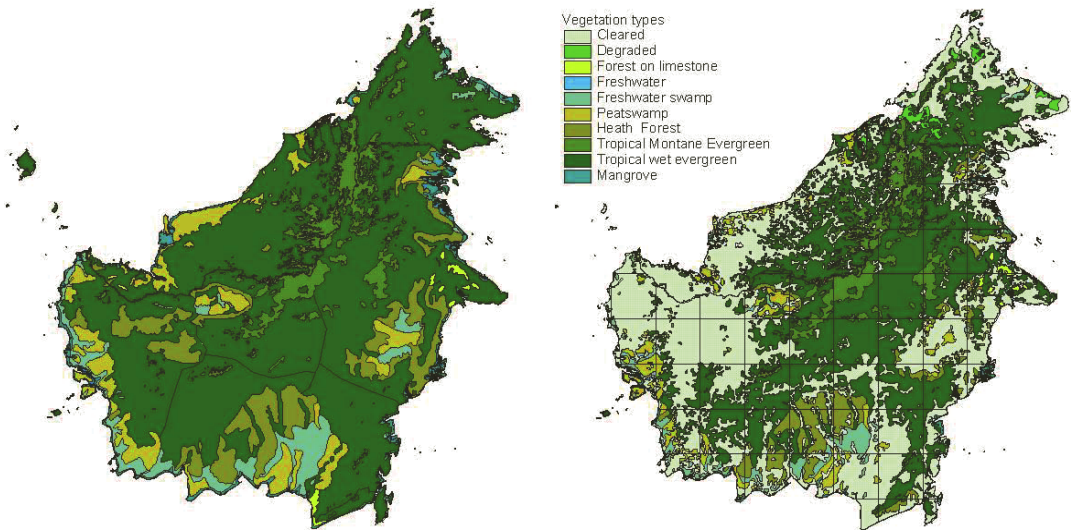 Vegetation types
Cleared
Degraded
Forest on limestone
Freshwater
Freshwater swamp
Peatswamp
Heath Forest
Tropical Montane Evergreen
Tropical wet evergreen
Mangrove